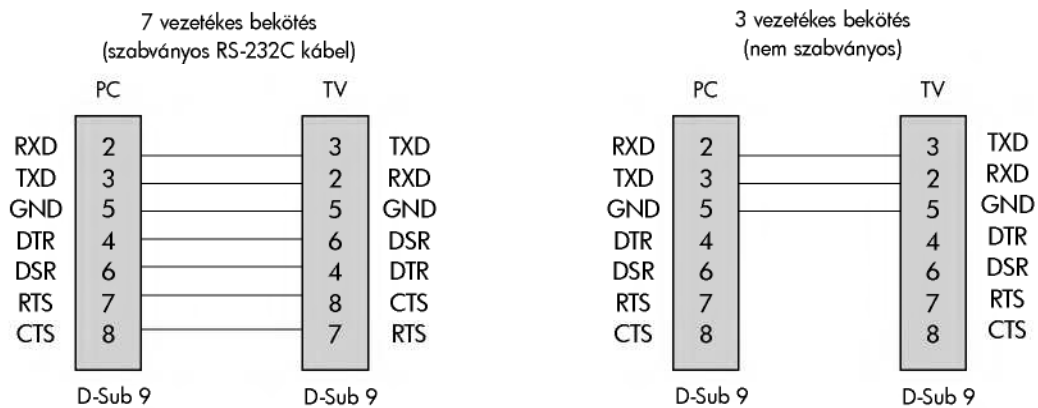 7 vezetékes bekötés
(szabványos RS-232C kábel)
PC TV
RXD 2 3 TXD
TXD 3 2 RXD
GND 5 5 GND
DTR 4 6 DSR
DSR 6 4 DTR
RTS 7 8 CTS
CTS 8 7 RTS
D-Sub 9 D-Sub 9
3 vezetékes bekötés
(nem szabványos)
PC TV
RXD 2 3 TXD
TXD 3 2 RXD
GND 5 5 GND
DTR 4 4 DTR
DSR 6 6 DSR
RTS 7 7 RTS
CTS 8 8 CTS
D-Sub 9 D-Sub 9